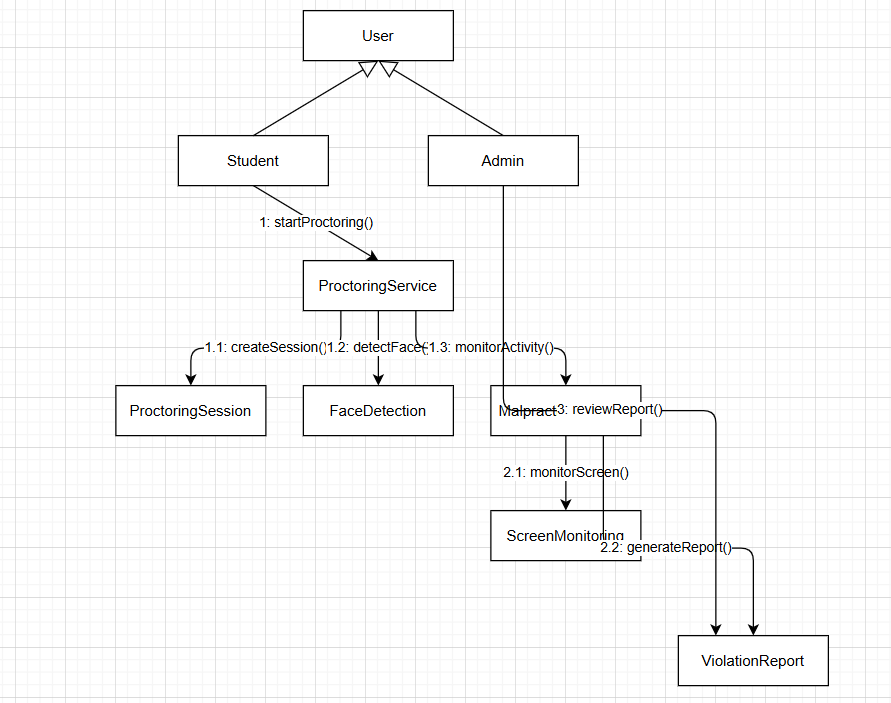 User
Student
Admin
1: startProctoring()
ProctoringService
1.1: createSession()
1.2: detectFace(
1.3: monitorActivity()
ProctoringSession
FaceDetection
Malpract
3: reviewReport()
2.1: monitorScreen()
ScreenMonitoring
2.2: generateReport()
ViolationReport